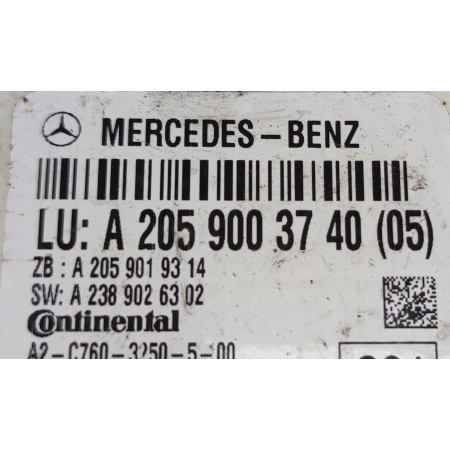 MERCEDES-BENZ
LU: A 205 900 37 40 (05)
ZB : A 205 901 93 14
SW: A 238 902 63 02
Continental
A2-C760-3250-5-00